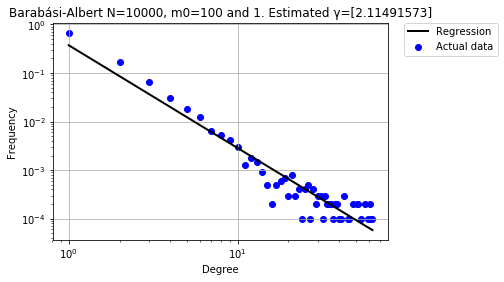 Barabási-Albert N=10000, m0=100 and 1. Estimated γ=[2.11491573]
Regression
Actual data
10⁰
10⁻¹
10⁻²
10⁻³
10⁻⁴
Frequency
10⁰
10¹
Degree